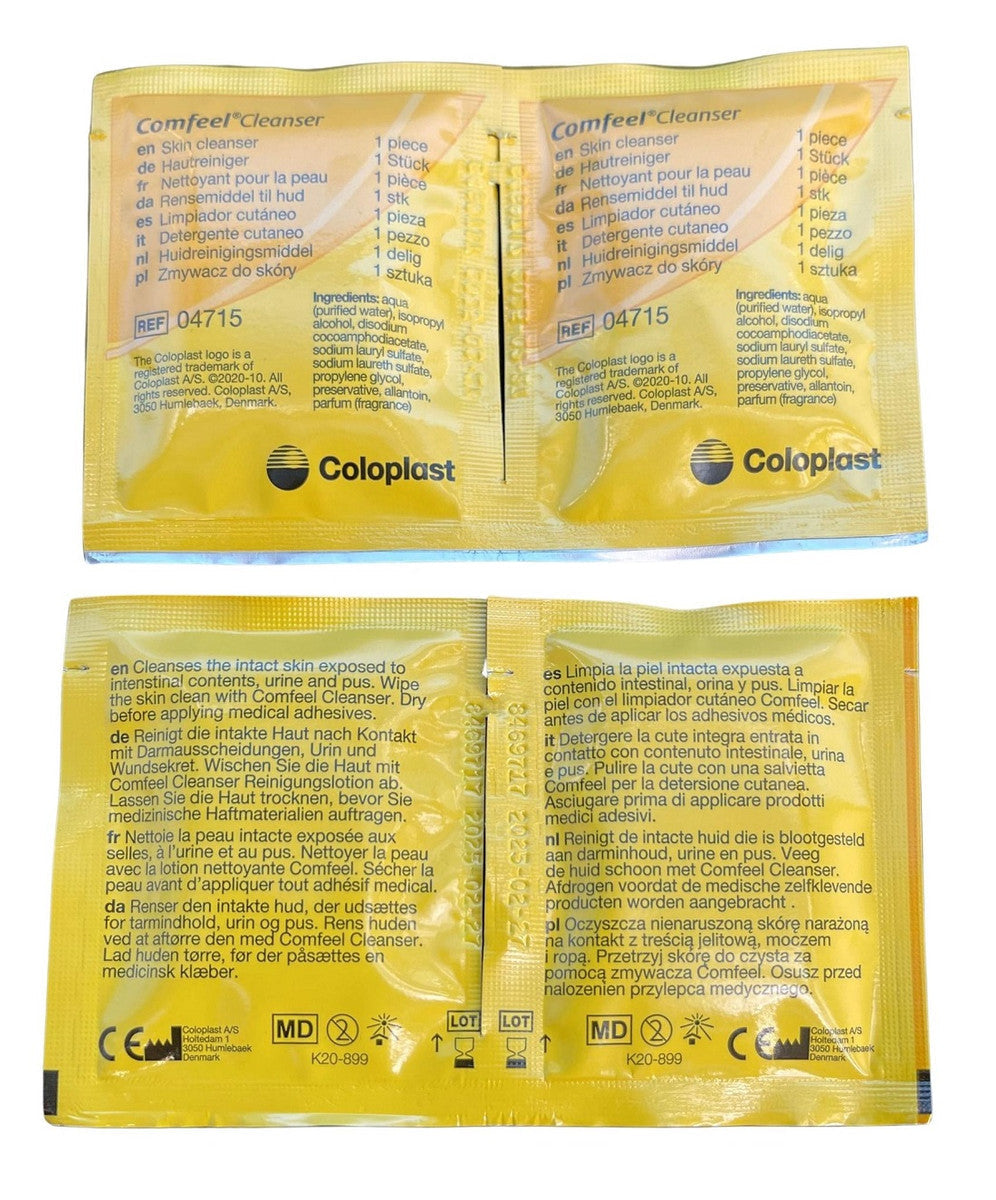 Comfeel®Cleanser
en Skin cleanser 1 piece
de Hautreiniger 1 Stück
fr Nettoyant pour la peau 1 pièce
da Rensemiddel til hud 1 stk
es Limpiador cutáneo 1 pieza
it Detergente cutaneo 1 pezzo
nl Huidreinigingsmiddel 1 delig
pl Zmywacz do skóry 1 sztuka
REF 04715
The Coloplast logo is a
registered trademark of
Coloplast A/S. ©2020-10. All
rights reserved. Coloplast A/S,
3050 Humlebaek, Denmark.
Ingredients: aqua
(purified water), isopropyl
alcohol, disodium
cocoamphodiacetate,
sodium lauryl sulfate,
sodium laureth sulfate,
propylene glycol,
preservative, allantoin,
parfum (fragrance)
Coloplast
Comfeel®Cleanser
en Skin cleanser 1 piece
de Hautreiniger 1 Stück
fr Nettoyant pour la peau 1 pièce
da Rensemiddel til hud 1 stk
es Limpiador cutáneo 1 pieza
it Detergente cutaneo 1 pezzo
nl Huidreinigingsmiddel 1 delig
pl Zmywacz do skóry 1 sztuka
REF 04715
The Coloplast logo is a
registered trademark of
Coloplast A/S. ©2020-10. All
rights reserved. Coloplast A/S,
3050 Humlebaek, Denmark.
Ingredients: aqua
(purified water), isopropyl
alcohol, disodium
cocoamphodiacetate,
sodium lauryl sulfate,
sodium laureth sulfate,
propylene glycol,
preservative, allantoin,
parfum (fragrance)
Coloplast
en Cleanses the intact skin exposed to
intenstinal contents, urine and pus. Wipe
the skin clean with Comfeel Cleanser. Dry
before applying medical adhesives.
de Reinigt die intakte Haut nach Kontakt
mit Darmausscheidungen, Urin und
Wundsekret. Wischen Sie die Haut mit
Comfeel Cleanser Reinigungslotion ab.
Lassen Sie die Haut trocknen, bevor Sie
medizinische Haftmaterialien auftragen.
fr Nettoie la peau intacte exposée aux
selles, à l'urine et au pus. Nettoyer la peau
avec la lotion nettoyante Comfeel. Sécher la
peau avant d'appliquer tout adhésif medical.
da Renser den intakte hud, der udsættes
for tarmindhold, urin og pus. Rens huden
ved at aftørre den med Comfeel Cleanser.
Lad huden tørre, før der påsættes en
medicinsk klæber.
CE
Coloplast A/S
Holtedam 1
3050 Humlebaek
Denmark
MD
K20-899
LOT
8469717 2025-02-27
8469717 2025-02-27
es Limpia la piel intacta expuesta a
contenido intestinal, orina y pus. Limpiar la
piel con el limpiador cutáneo Comfeel. Secar
antes de aplicar los adhesivos médicos.
it Detergere la cute integra entrata in
contatto con contenuto intestinale, urina
e pus. Pulire la cute con una salvietta
Comfeel per la detersione cutanea.
Asciugare prima di applicare prodotti
medici adesivi.
nl Reinigt de intacte huid die is blootgesteld
aan darminhoud, urine en pus. Veeg
de huid schoon met Comfeel Cleanser.
Afdrogen voordat de medische zelfklevende
producten worden aangebracht .
pl Oczyszcza nienaruszoną skórę narażoną
na kontakt z treścią jelitową, moczem
i ropą. Przetrzyj skórę do czysta za
pomocą zmywacza Comfeel. Osusz przed
nalozenien przylepca medycznego.
LOT
MD
K20-899
CE
Coloplast A/S
Holtedam 1
3050 Humlebaek
Denmark